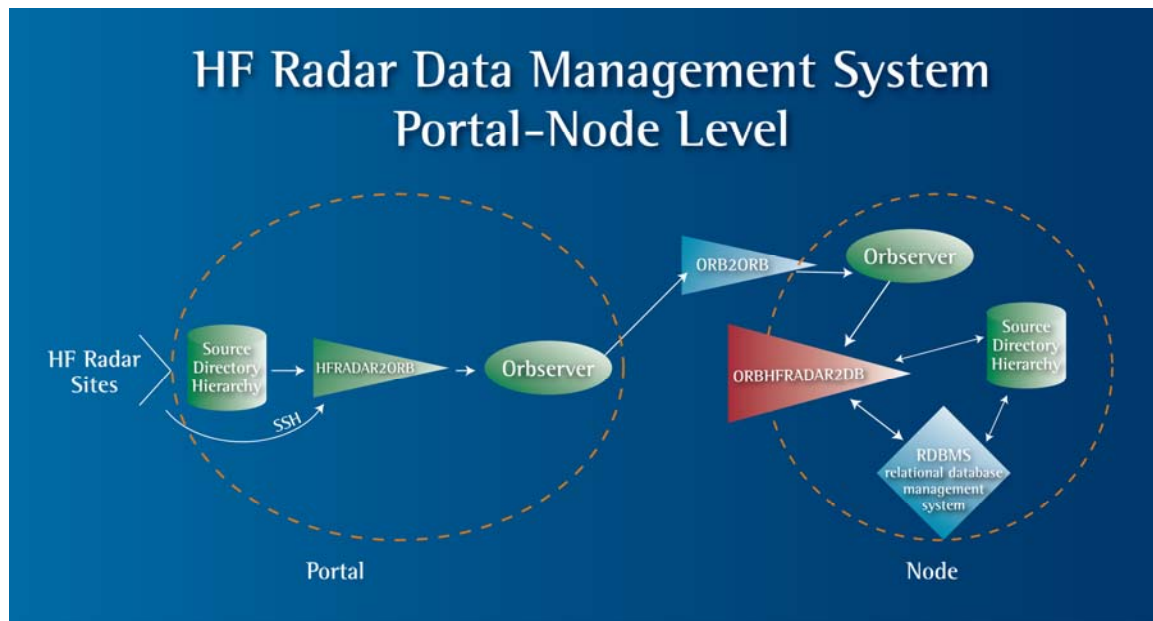 HF Radar Data Management System
Portal-Node Level
HF Radar
Sites
Source
Directory
Hierarchy
SSH
HFRADAR2ORB
Orbserver
ORB2ORB
Orbserver
ORBHFRADAR2DB
Source
Directory
Hierarchy
RDBMS
relational database
management
system
Portal
Node